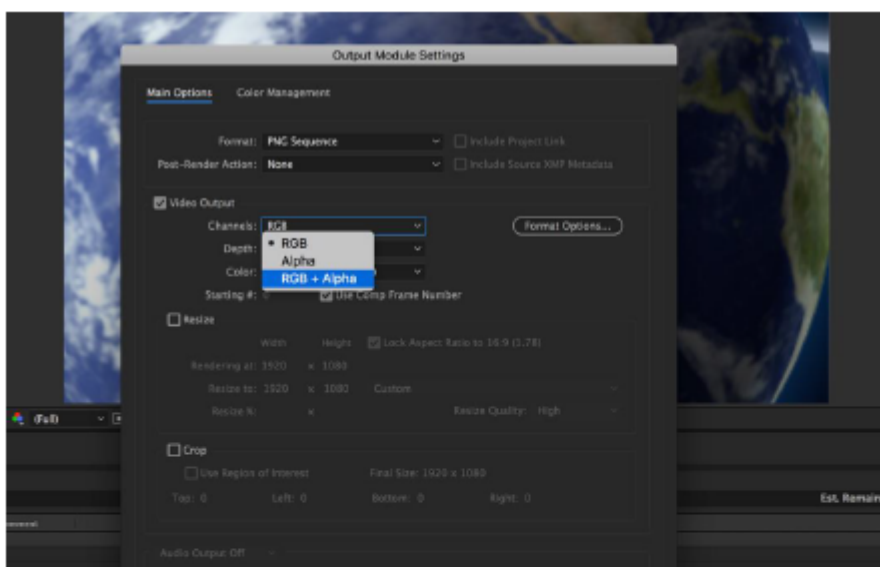 Output Module Settings
Main Options Color Management
Format: PNG Sequence Include Project Link
Post-Render Action: None Include Source XMP Metadata
Video Output
Channels: RGB Format Options...
RGB
Depth:
Alpha
Color:
RGB + Alpha
Starting #: 0 Use Comp Frame Number
Resize
Width Height Lock Aspect Ratio to 16:9 (1.78)
Rendering at: 1920 x 1080
Resize to: 1920 x 1080 Custom
(Full)
Resize %: x Resize Quality: High
Crop
Use Region of Interest Final Size: 1920 x 1080
Top: 0 Left: 0 Bottom: 0 Right: 0
Est. Remain
Audio Output Off